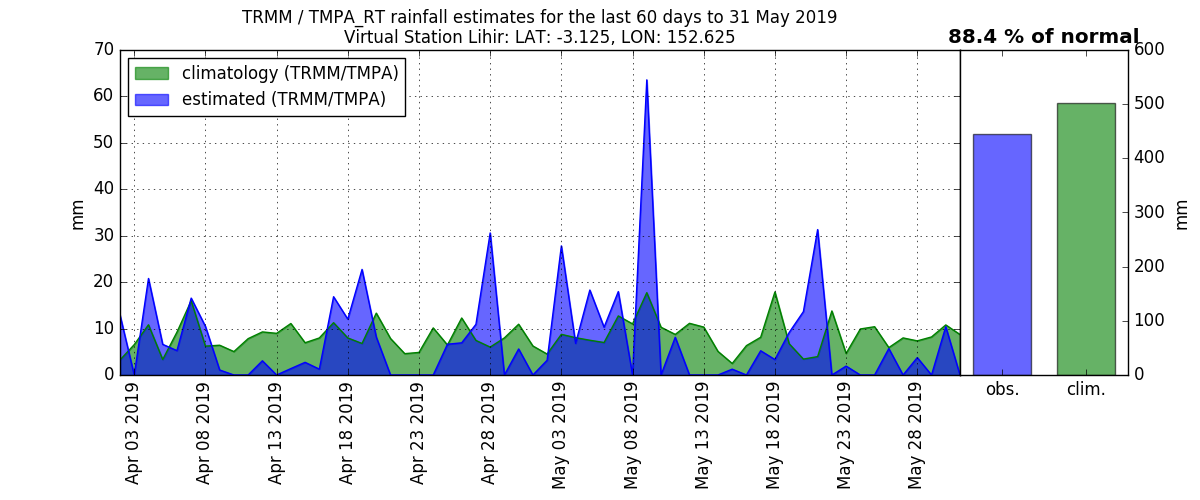 TRMM / TMPA_RT rainfall estimates for the last 60 days to 31 May 2019
Virtual Station Lihir: LAT: -3.125, LON: 152.625
88.4 % of normal
climatology (TRMM/TMPA)
estimated (TRMM/TMPA)
70
60
50
40
30
20
10
0
mm
Apr 03 2019
Apr 08 2019
Apr 13 2019
Apr 18 2019
Apr 23 2019
Apr 28 2019
May 03 2019
May 08 2019
May 13 2019
May 18 2019
May 23 2019
May 28 2019
obs.
clim.
600
500
400
300
200
100
0
mm